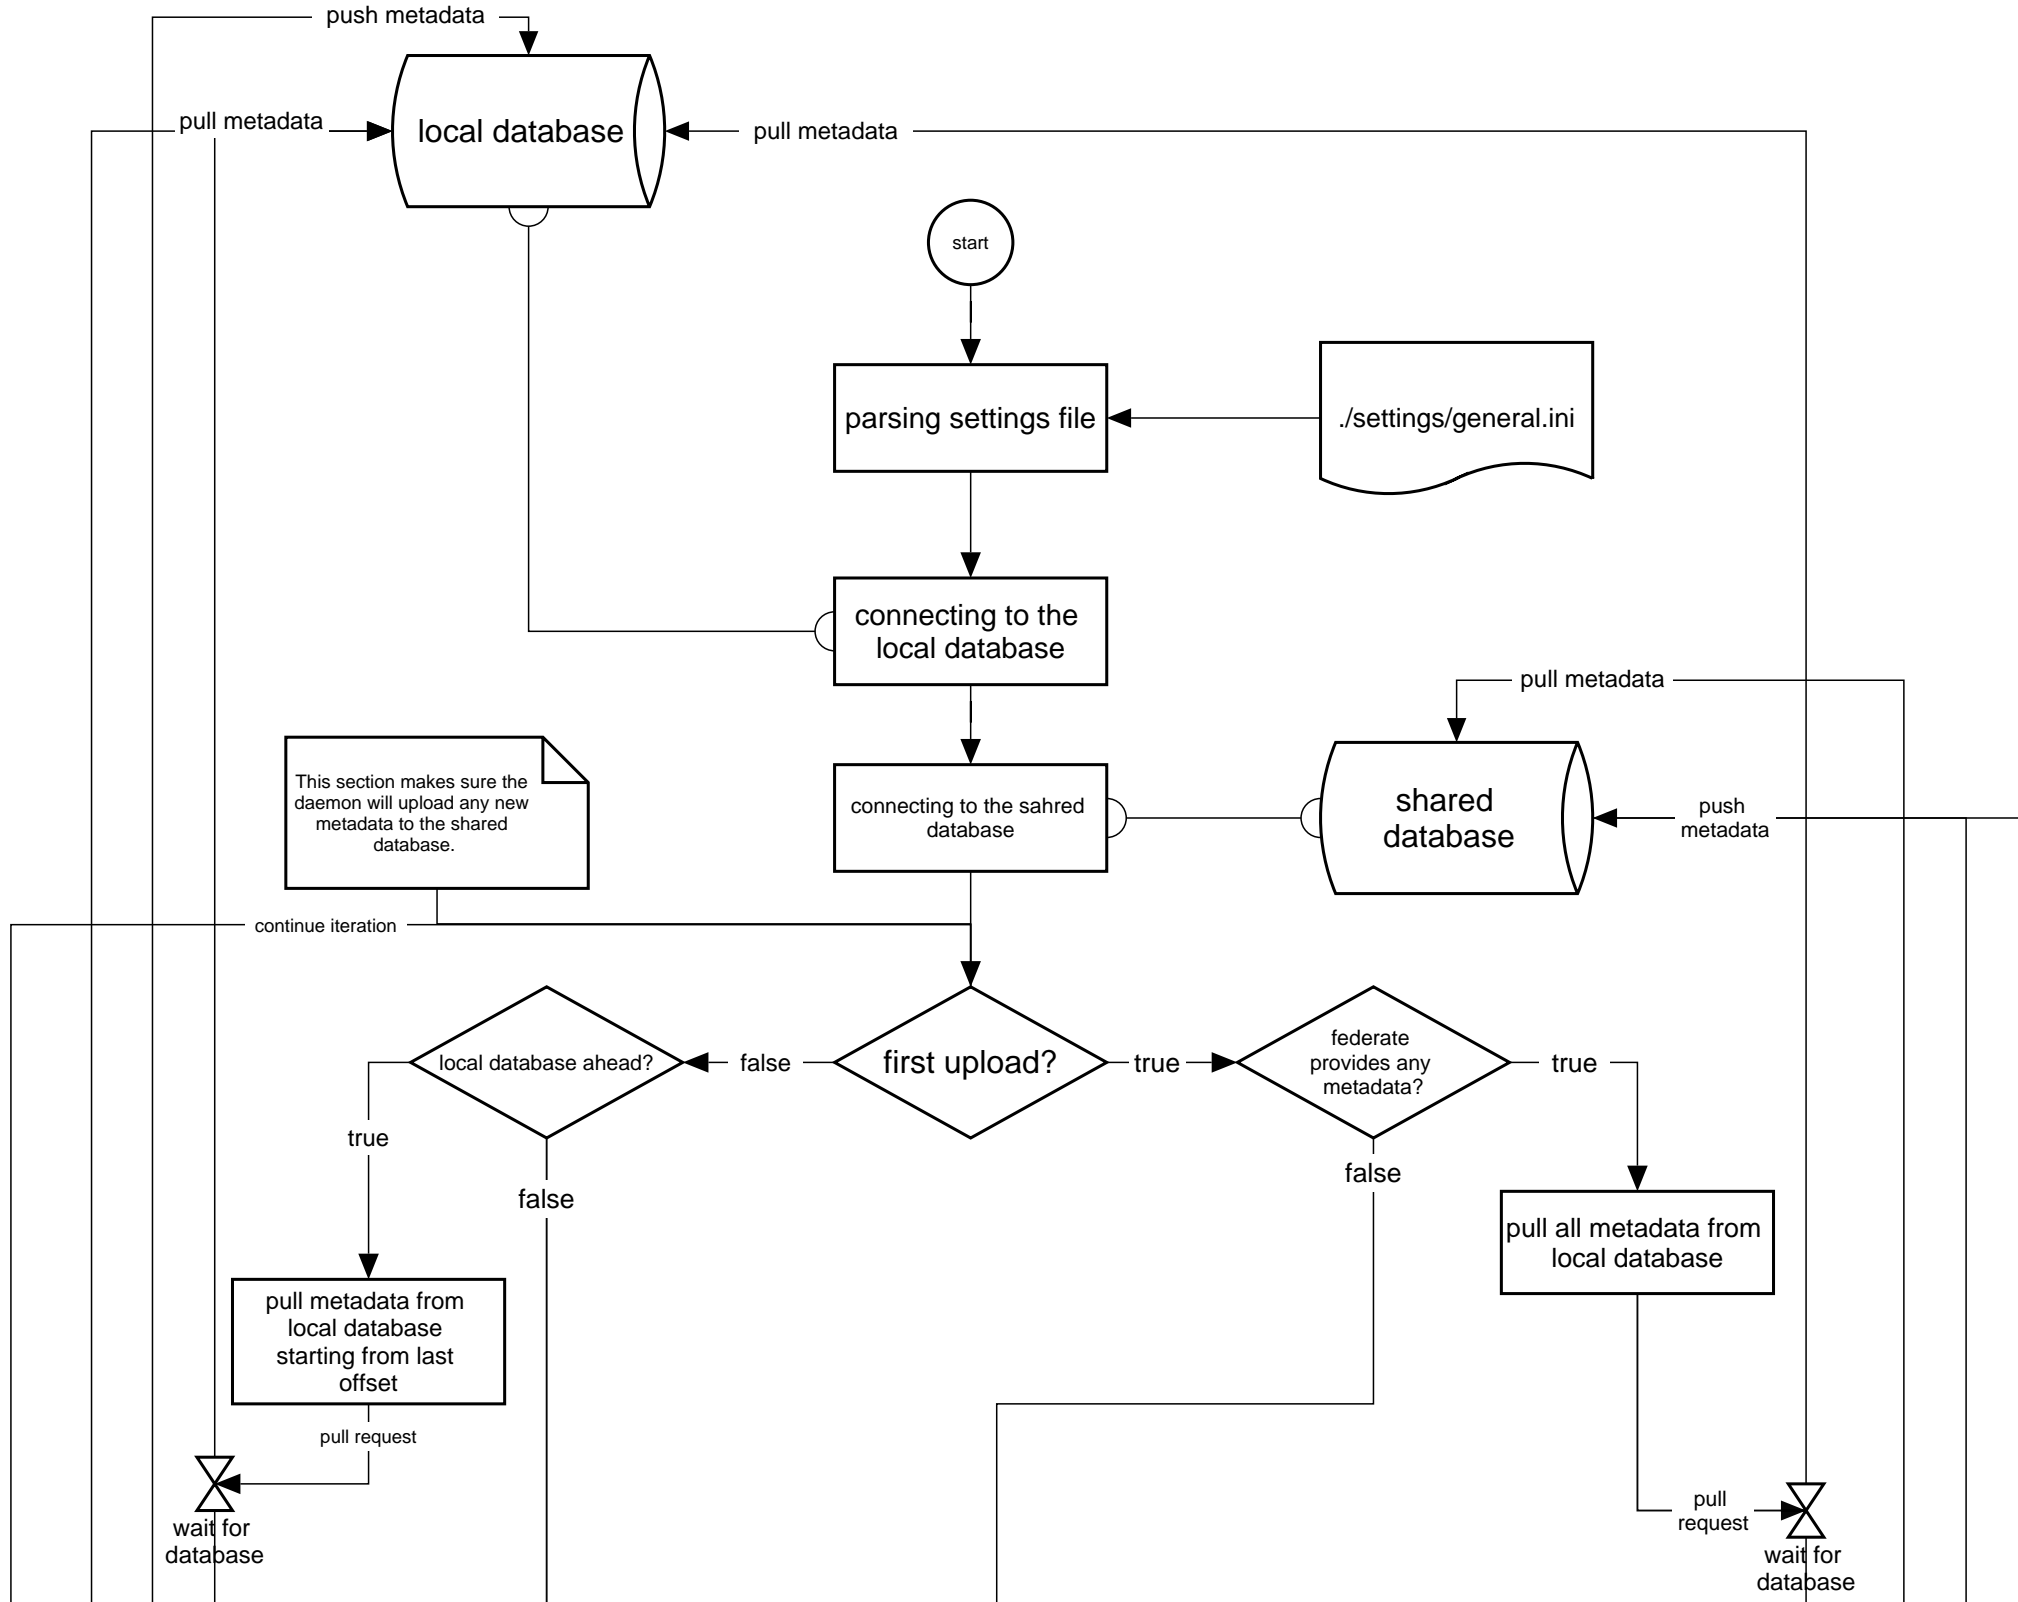 push metadata
pull metadata
local database
pull metadata
start
parsing settings file
./settings/general.ini
connecting to the
local database
pull metadata
This section makes sure the
daemon will upload any new
metadata to the shared
database.
connecting to the sahred
database
shared
database
push
metadata
continue iteration
local database ahead?
false
first upload?
true
federate
provides any
metadata?
true
true
false
false
pull all metadata from
local database
pull metadata from
local database
starting from last
offset
pull request
pull
request
wait for
database
wait for
database